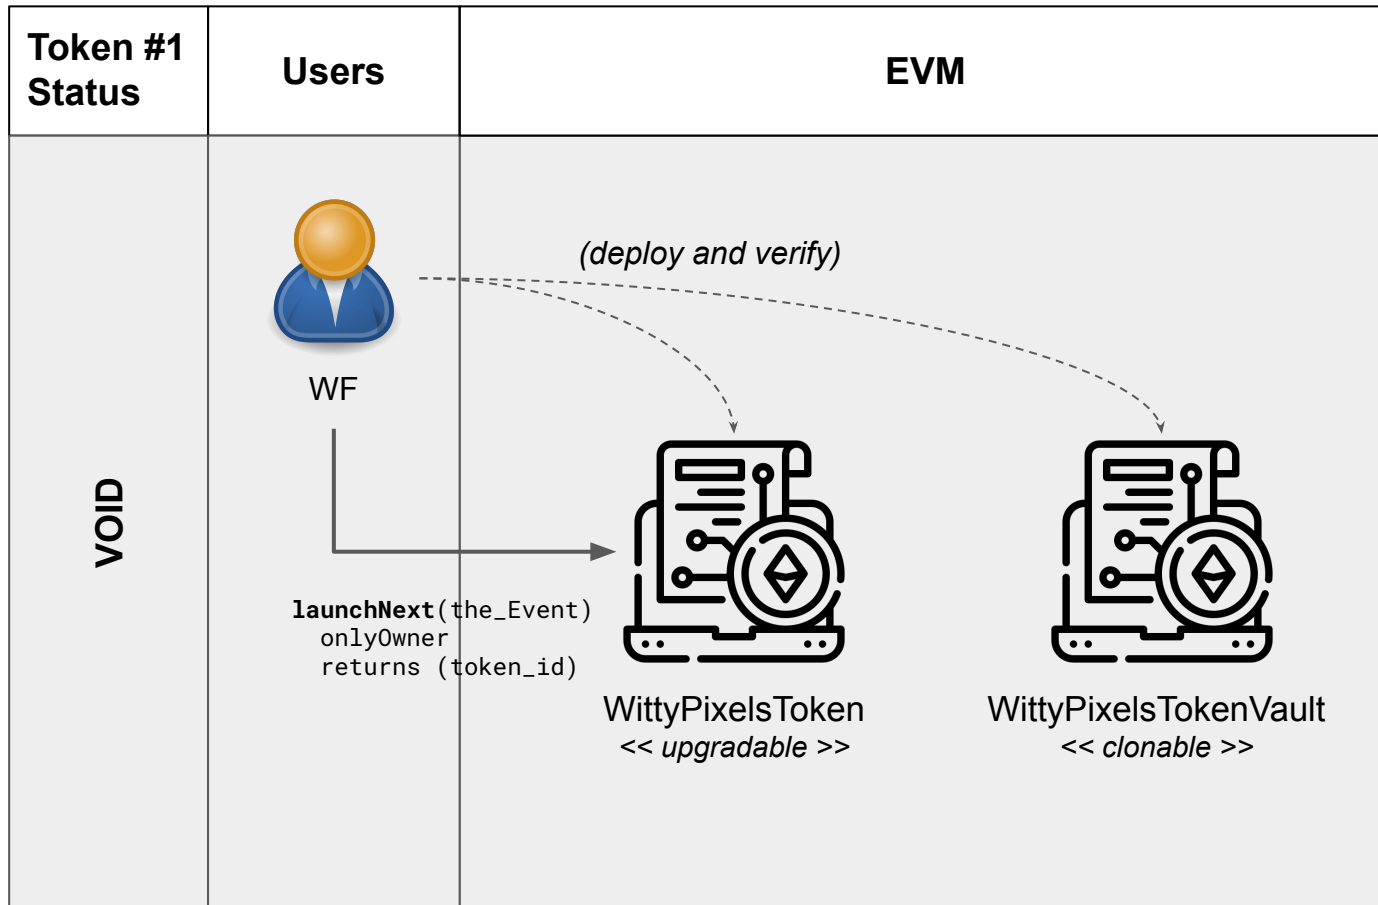 Token #1
Status
Users
EVM
(deploy and verify)
WF
VOID
launchNext(the_Event)
onlyOwner
returns (token_id)
WittyPixelsToken
<< upgradable >>
WittyPixelsTokenVault
<< clonable >>